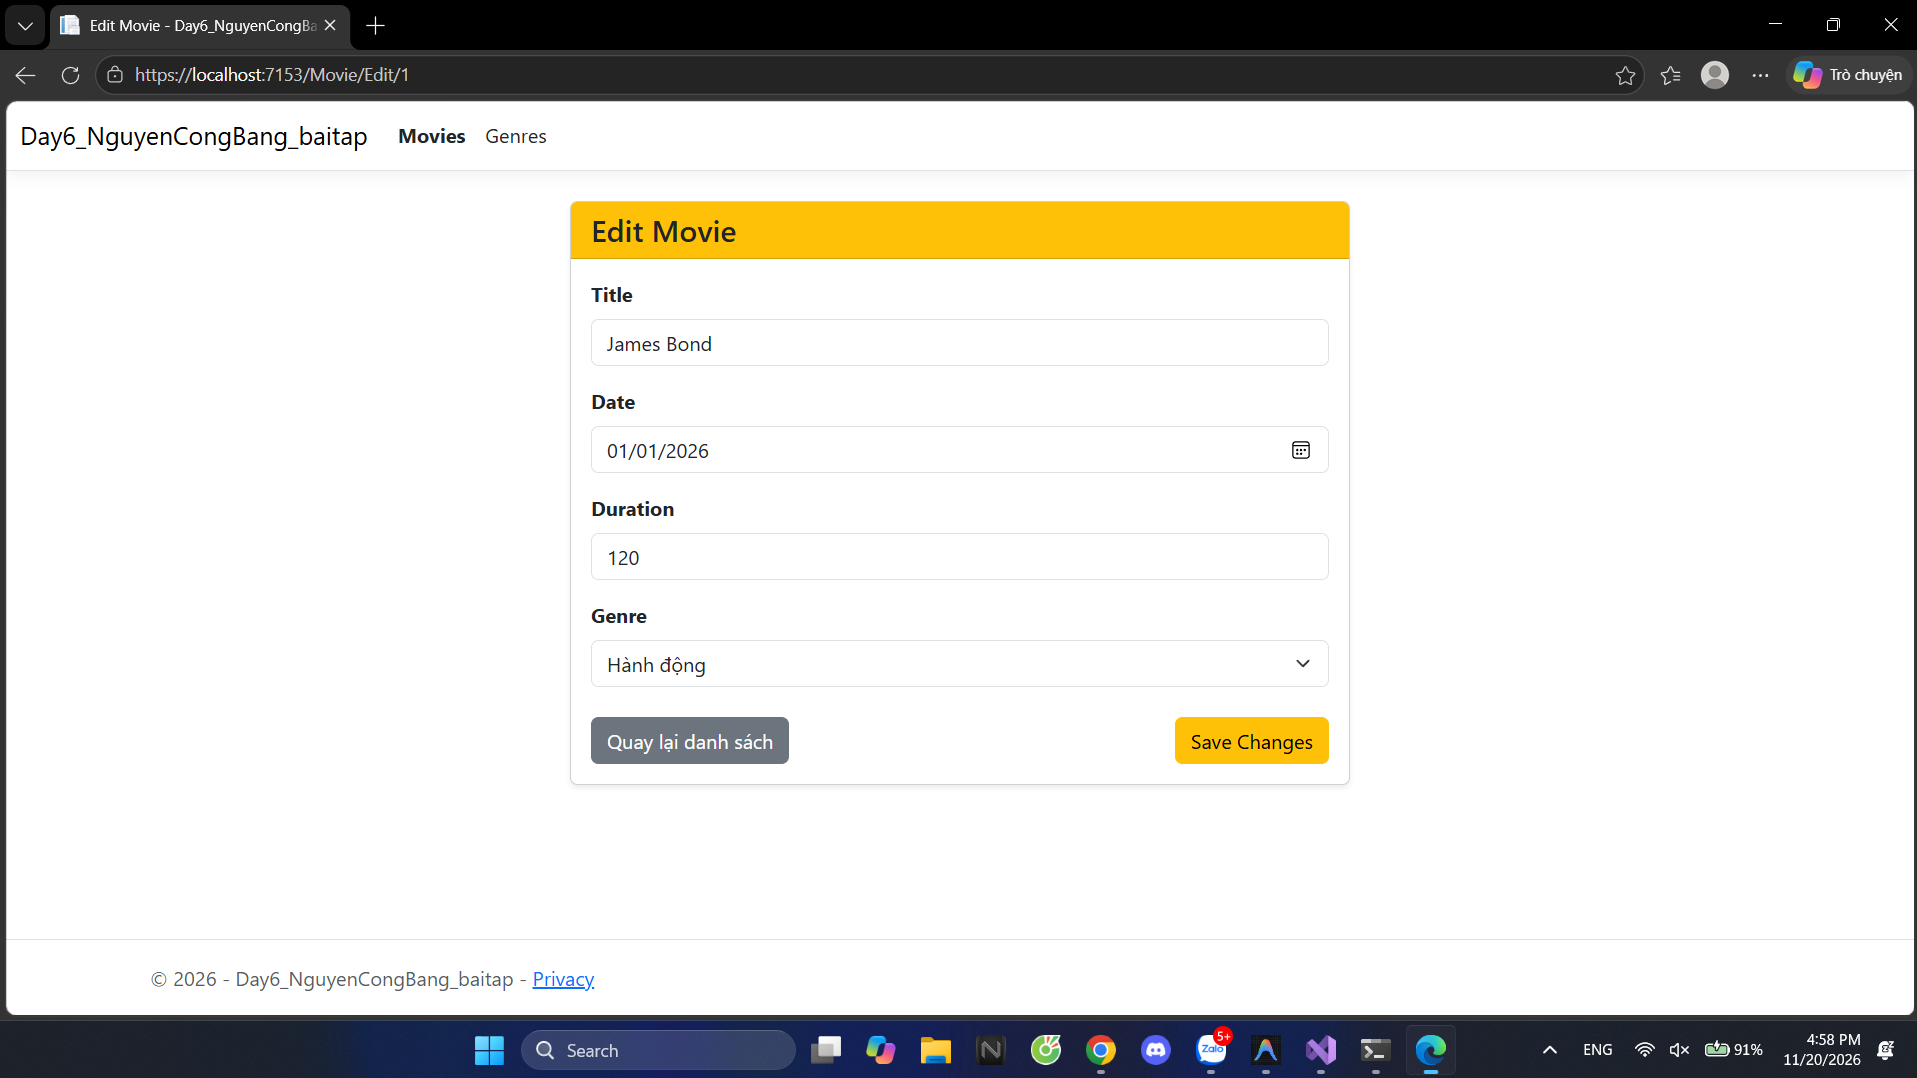 Edit Movie - Day6_NguyenCongBa
https://localhost:7153/Movie/Edit/1
Trò chuyện
Day6_NguyenCongBang_baitap
Movies
Genres
Edit Movie
Title
James Bond
Date
01/01/2026
Duration
120
Genre
Hành động
Quay lại danh sách
Save Changes
© 2026 - Day6_NguyenCongBang_baitap - Privacy
Search
5+
Zalo
ENG
91%
4:58 PM
11/20/2026